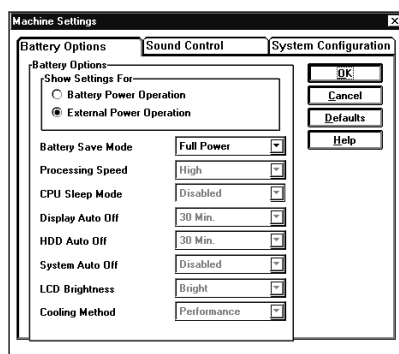 Machine Settings
Battery Options Sound Control System Configuration
Battery Options
Show Settings For
Battery Power Operation
External Power Operation
Battery Save Mode Full Power
Processing Speed High
CPU Sleep Mode Disabled
Display Auto Off 30 Min.
HDD Auto Off 30 Min.
System Auto Off Disabled
LCD Brightness Bright
Cooling Method Performance
OK
Cancel
Defaults
Help